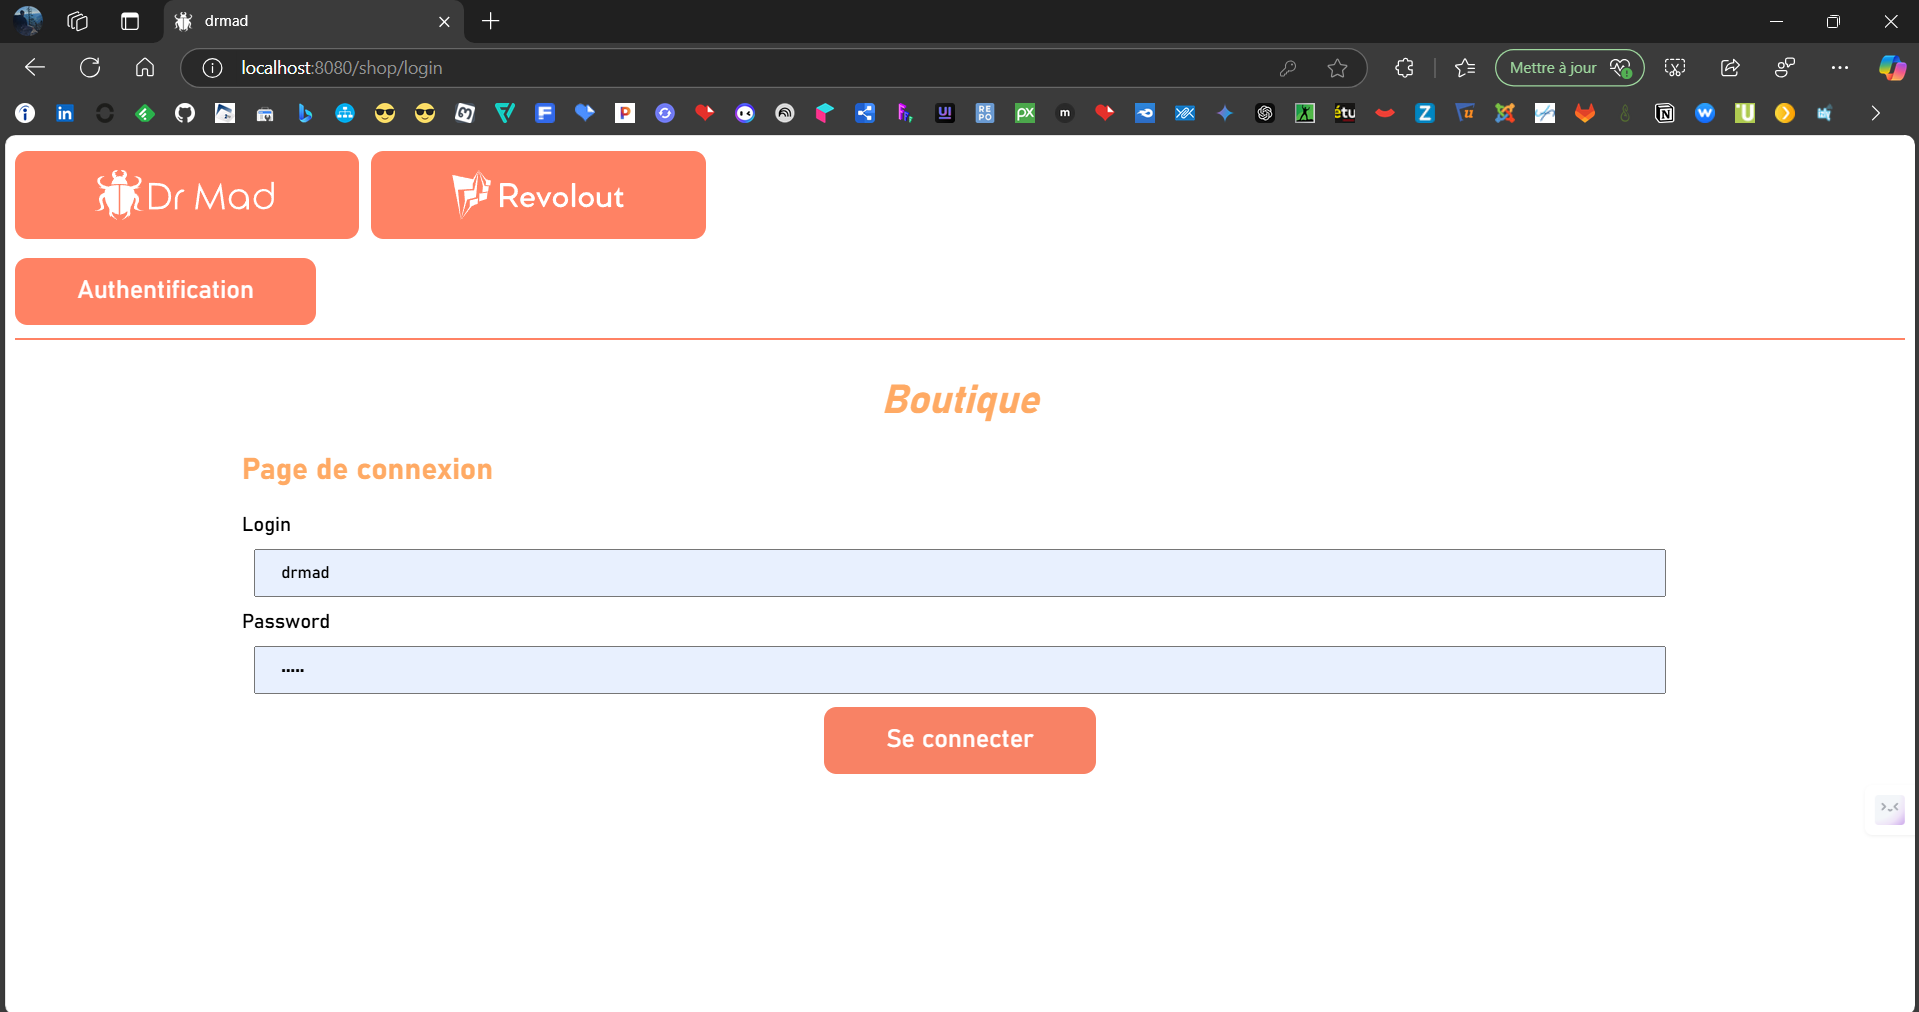 drmad
localhost:8080/shop/login
Mettre à jour
Dr Mad
Revolout
Authentification
Boutique
Page de connexion
Login
drmad
Password
•••••
Se connecter